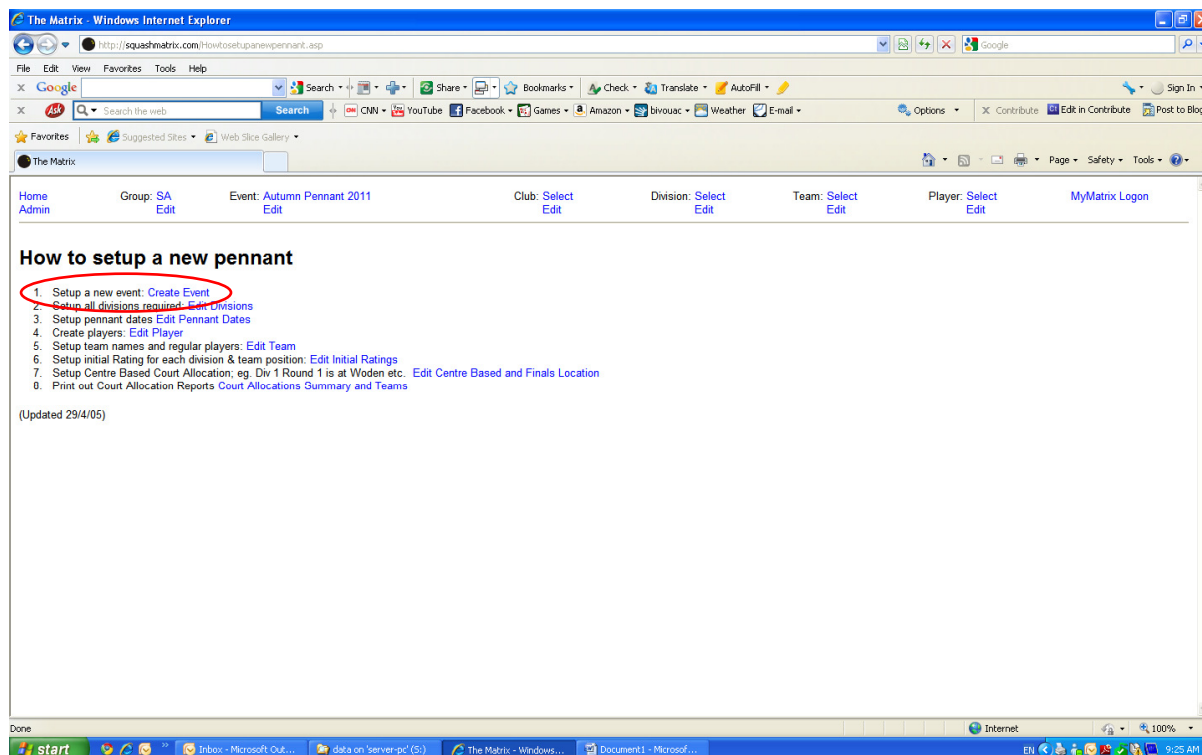 The Matrix - Windows Internet Explorer
http://squashmatrix.com/Howtosetupanewpennant.asp
Google
File Edit View Favorites Tools Help
x Google Search Share Bookmarks Check Translate AutoFill Sign In
x Ask Search the web Search CNN YouTube Facebook Games Amazon bivouac Weather E-mail Options X Contribute Edit in Contribute Post to Blog
Favorites Suggested Sites Web Slice Gallery
The Matrix Page Safety Tools
Home Group: SA Event: Autumn Pennant 2011 Club: Select Division: Select Team: Select Player: Select MyMatrix Logon
Admin Edit Edit Edit Edit Edit Edit
How to setup a new pennant
1. Setup a new event: Create Event
2. Setup all divisions required: Edit Divisions
3. Setup pennant dates Edit Pennant Dates
4. Create players: Edit Player
5. Setup team names and regular players: Edit Team
6. Setup initial Rating for each division & team position: Edit Initial Ratings
7. Setup Centre Based Court Allocation; eg. Div 1 Round 1 is at Woden etc. Edit Centre Based and Finals Location
8. Print out Court Allocation Reports Court Allocations Summary and Teams
(Updated 29/4/05)
Done Internet 100%
start Inbox - Microsoft Out... data on 'server-pc' (S:) The Matrix - Windows... Document1 - Microsof... EN 9:25 AM